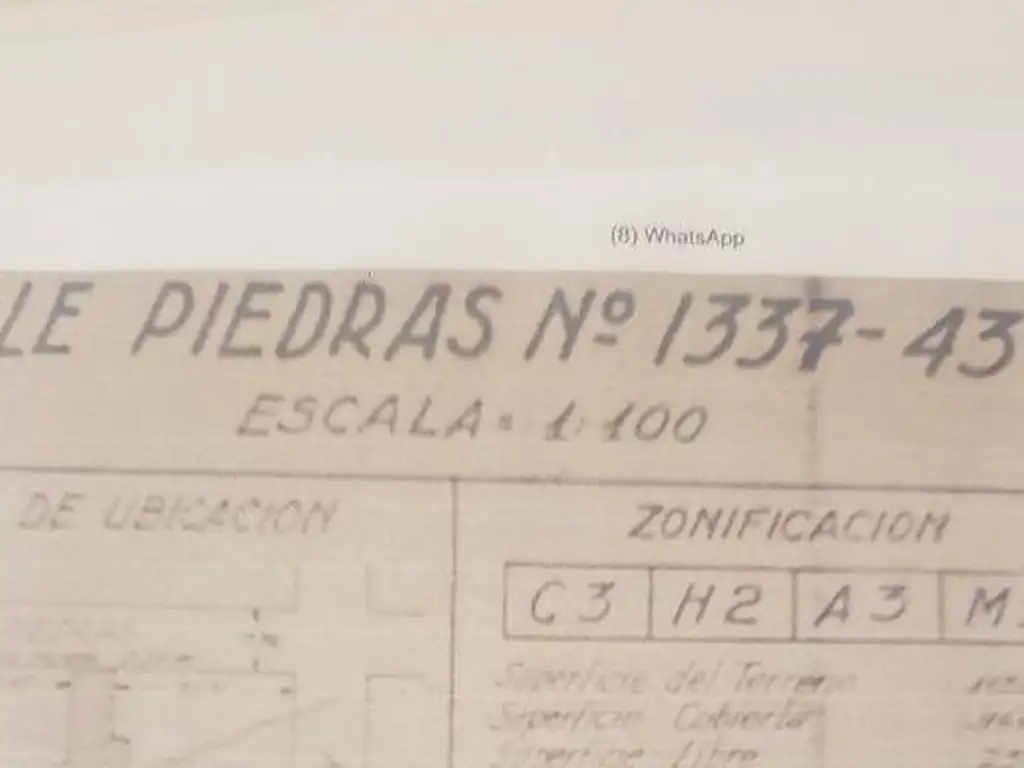 (8) WhatsApp
LE PIEDRAS Nº 1337-43
ESCALA = 1:100
DE UBICACION
ZONIFICACION
C3 H2 A3 M
Superficie del Terreno
Superficie Cubierta
Superficie Libre